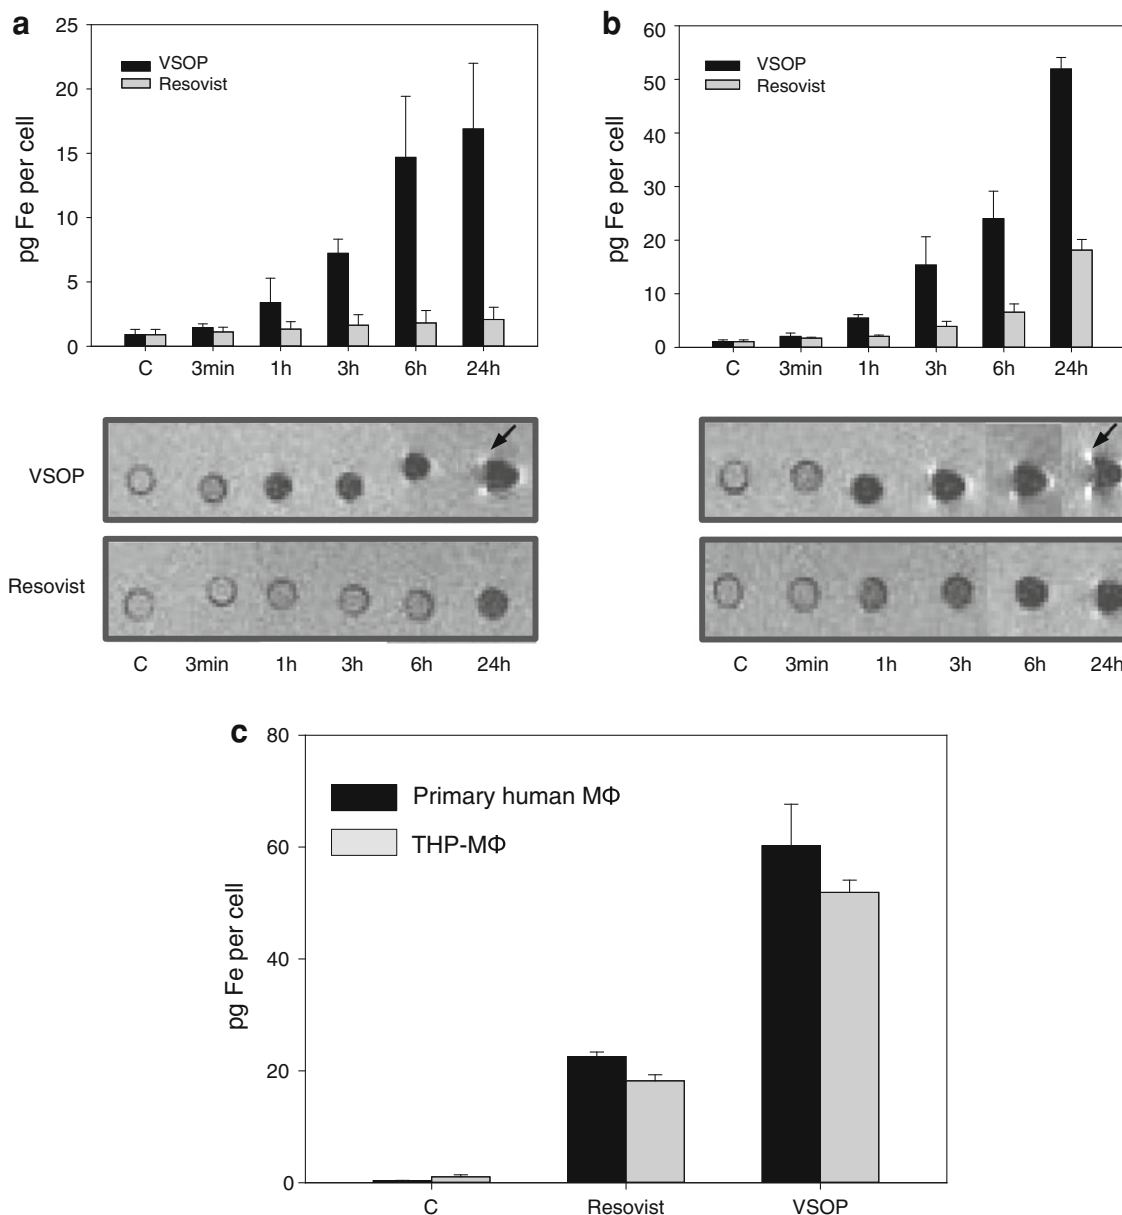 a
25
20
15
10
5
0
pg Fe per cell
VSOP
Resovist
C 3min 1h 3h 6h 24h
b
60
50
40
30
20
10
0
pg Fe per cell
VSOP
Resovist
C 3min 1h 3h 6h 24h
VSOP
Resovist
C 3min 1h 3h 6h 24h
C 3min 1h 3h 6h 24h
c
80
60
40
20
0
pg Fe per cell
Primary human MΦ
THP-MΦ
C Resovist VSOP